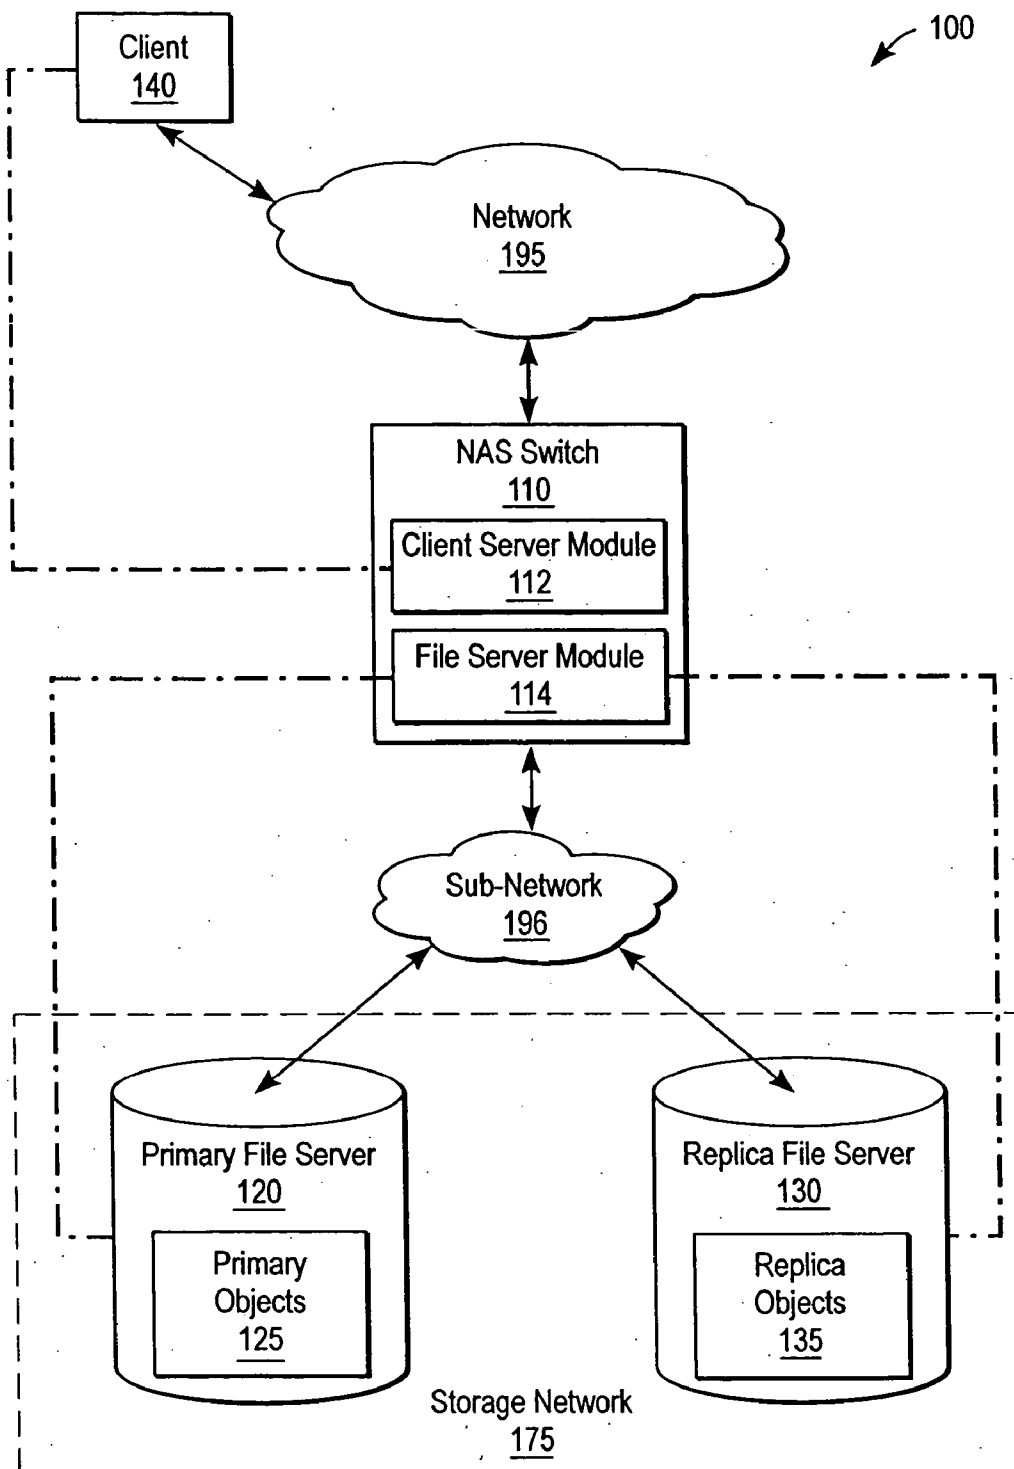 100
Client
140
Network
195
NAS Switch
110
Client Server Module
112
File Server Module
114
Sub-Network
196
Primary File Server
120
Primary
Objects
125
Replica File Server
130
Replica
Objects
135
Storage Network
175